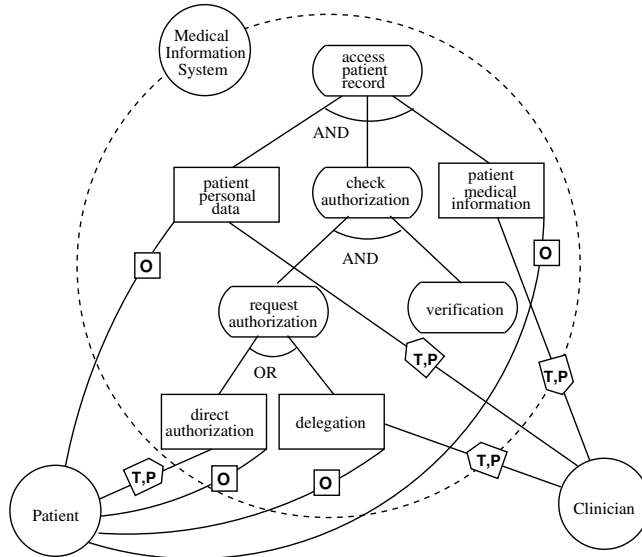 Medical
Information
System
access
patient
record
AND
patient
personal
data
check
authorization
patient
medical
information
O
O
AND
request
authorization
verification
T,P
T,P
OR
direct
authorization
delegation
T,P
T,P
O
O
Patient
Clinician